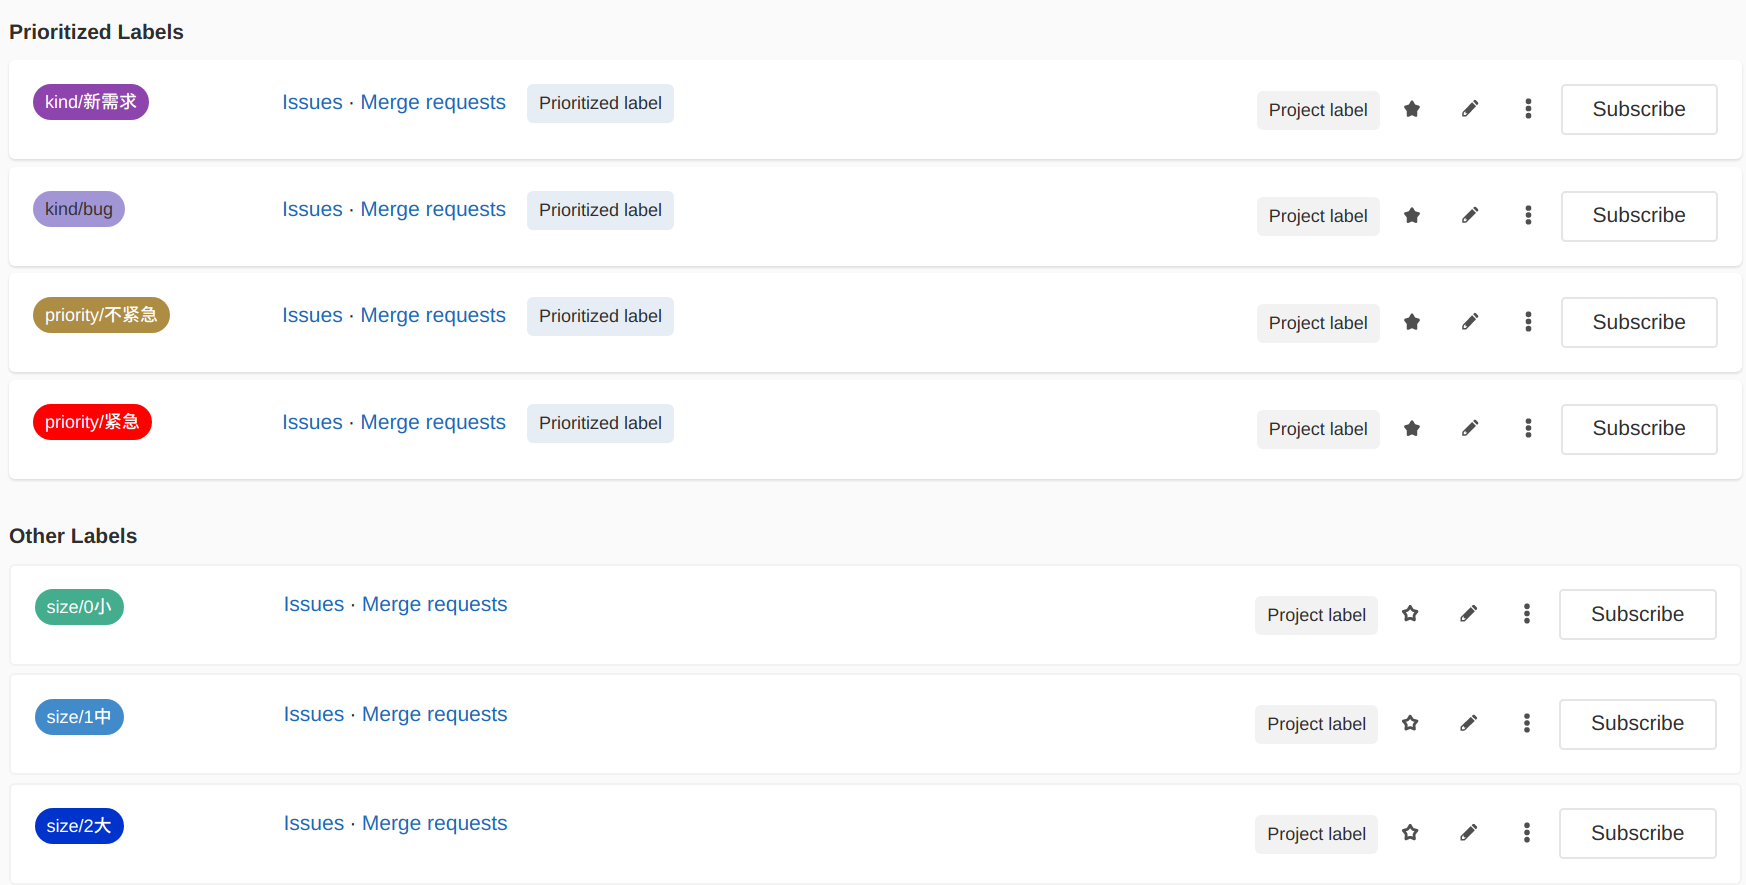 Prioritized Labels
kind/新需求 Issues · Merge requests Prioritized label Project label Subscribe
kind/bug Issues · Merge requests Prioritized label Project label Subscribe
priority/不紧急 Issues · Merge requests Prioritized label Project label Subscribe
priority/紧急 Issues · Merge requests Prioritized label Project label Subscribe
Other Labels
size/0小 Issues · Merge requests Project label Subscribe
size/1中 Issues · Merge requests Project label Subscribe
size/2大 Issues · Merge requests Project label Subscribe